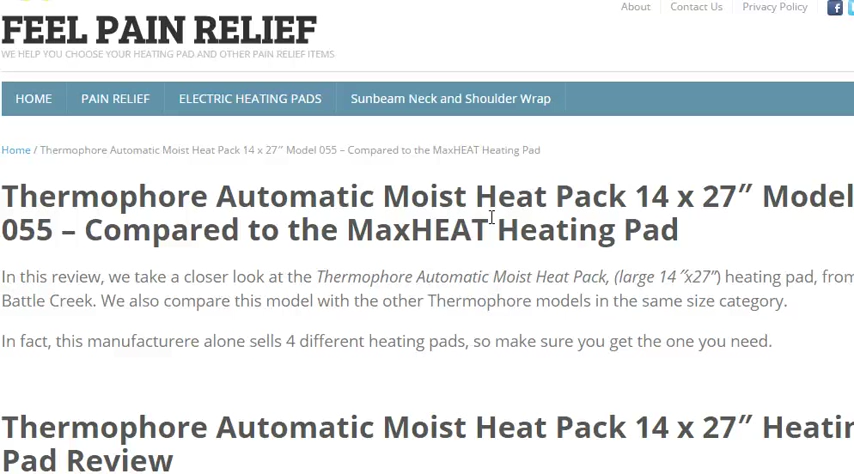 About Contact Us Privacy Policy
FEEL PAIN RELIEF
WE HELP YOU CHOOSE YOUR HEATING PAD AND OTHER PAIN RELIEF ITEMS
HOME PAIN RELIEF ELECTRIC HEATING PADS Sunbeam Neck and Shoulder Wrap
Home / Thermophore Automatic Moist Heat Pack 14 x 27″ Model 055 – Compared to the MaxHEAT Heating Pad
Thermophore Automatic Moist Heat Pack 14 x 27″ Model
055 – Compared to the MaxHEAT Heating Pad
In this review, we take a closer look at the Thermophore Automatic Moist Heat Pack, (large 14 ″x27″) heating pad, from
Battle Creek. We also compare this model with the other Thermophore models in the same size category.
In fact, this manufacturere alone sells 4 different heating pads, so make sure you get the one you need.
Thermophore Automatic Moist Heat Pack 14 x 27″ Heatin
Pad Review